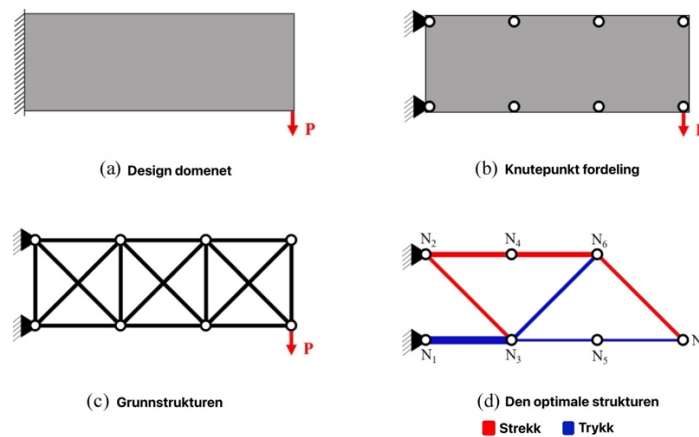 P
(a) Design domenet
(b) Knutepunkt fordeling
P
(c) Grunnstrukturen
N₂ N₄ N₆
N₁ N₃ N₅ N
(d) Den optimale strukturen
Strekk Trykk